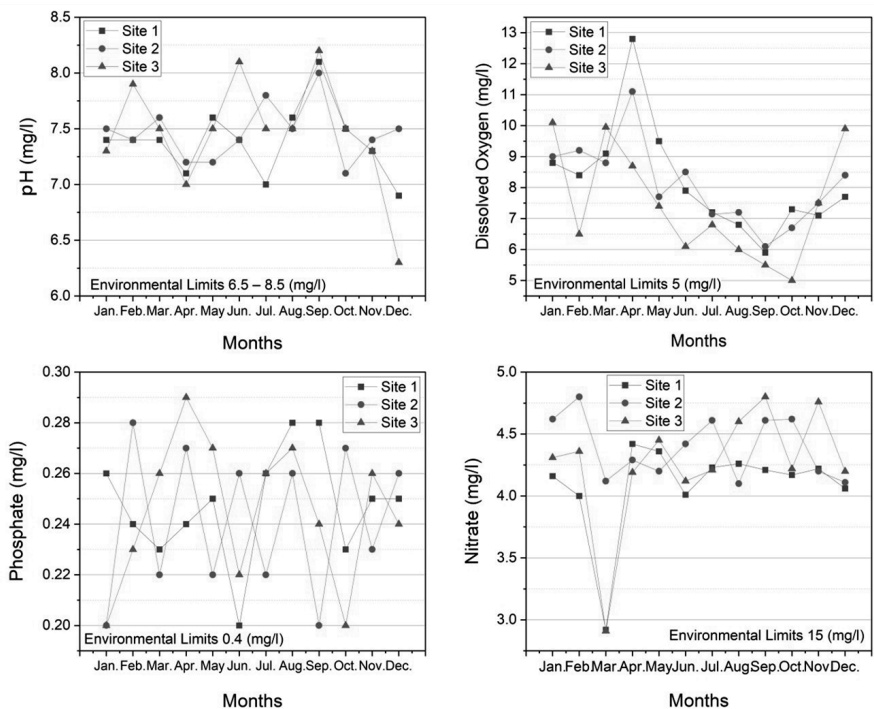 8.5
8.0
7.5
7.0
6.5
6.0
pH (mg/l)
Site 1
Site 2
Site 3
Environmental Limits 6.5 – 8.5 (mg/l)
Jan. Feb. Mar. Apr. May Jun. Jul. Aug. Sep. Oct. Nov. Dec.
Months
13
12
11
10
9
8
7
6
5
Dissolved Oxygen (mg/l)
Site 1
Site 2
Site 3
Environmental Limits 5 (mg/l)
Jan. Feb. Mar. Apr. May Jun. Jul. Aug. Sep. Oct. Nov. Dec.
Months
0.30
0.28
0.26
0.24
0.22
0.20
Phosphate (mg/l)
Site 1
Site 2
Site 3
Environmental Limits 0.4 (mg/l)
Jan. Feb. Mar. Apr. May Jun. Jul. Aug. Sep. Oct. Nov. Dec.
Months
5.0
4.5
4.0
3.5
3.0
Nitrate (mg/l)
Site 1
Site 2
Site 3
Environmental Limits 15 (mg/l)
Jan. Feb. Mar. Apr. May Jun. Jul. Aug. Sep. Oct. Nov. Dec.
Months